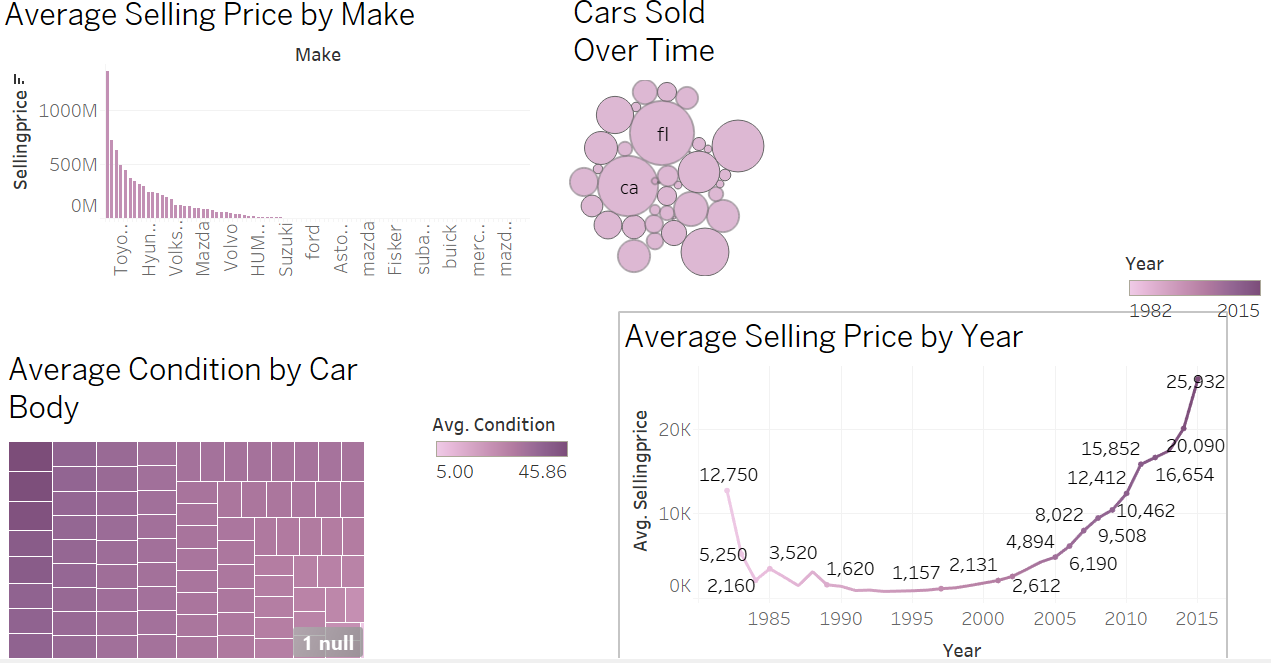 Average Selling Price by Make
Make
Sellingprice
1000M
500M
0M
Toyo..
Hyun..
Volks..
Mazda
Volvo
HUM..
Suzuki
ford
Asto..
mazda
Fisker
suba..
buick
merc..
mazd..
Cars Sold
Over Time
fl
ca
Year
1982 2015
Average Condition by Car
Body
1 null
Avg. Condition
5.00 45.86
Average Selling Price by Year
Avg. Sellingprice
20K
10K
0K
12,750
5,250
2,160
3,520
1,620
1,157
2,131
2,612
4,894
6,190
8,022
9,508
10,462
12,412
15,852
16,654
20,090
25,932
1985 1990 1995 2000 2005 2010 2015
Year